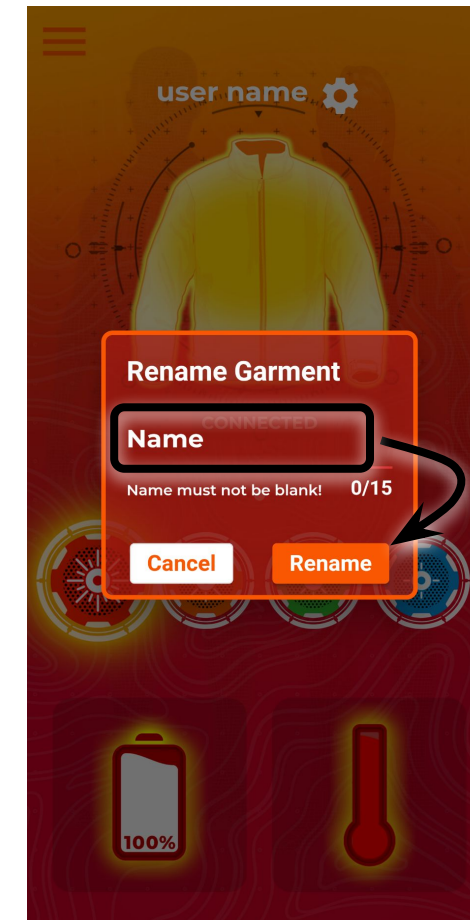 user name
Rename Garment
CONNECTED
Name
Name must not be blank! 0/15
Cancel Rename
100%